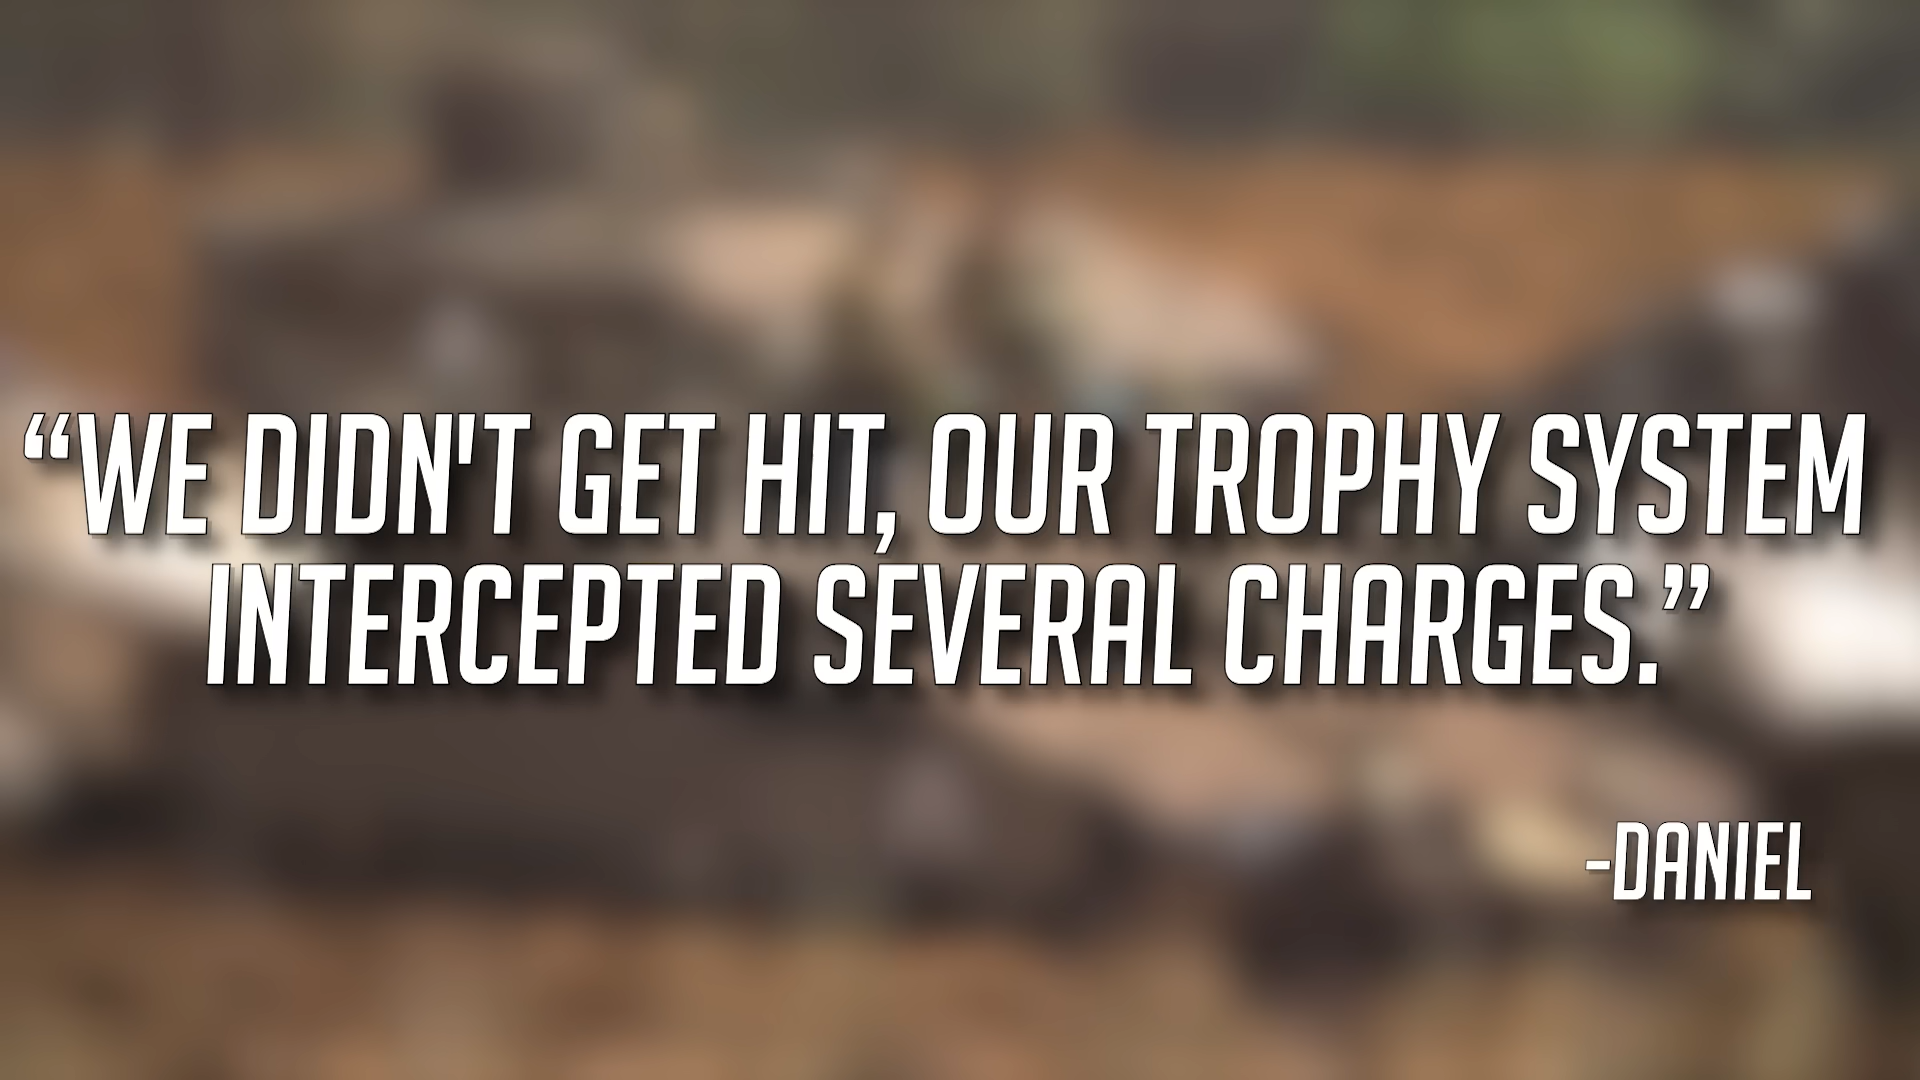 “WE DIDN'T GET HIT, OUR TROPHY SYSTEM
INTERCEPTED SEVERAL CHARGES.”
-DANIEL